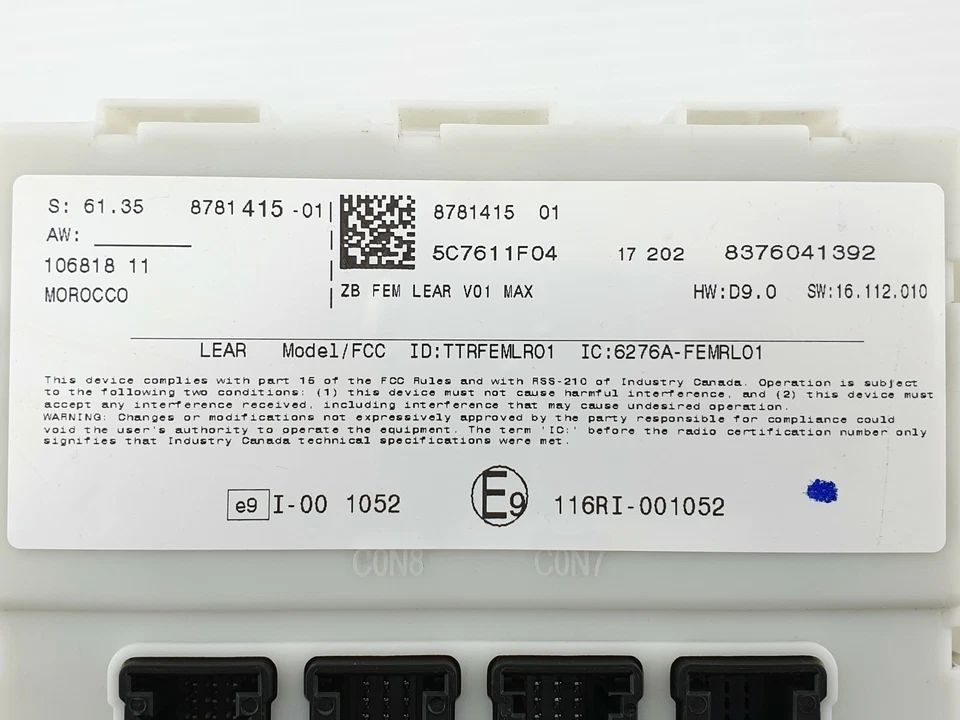 S: 61.35 8781 415 -01
AW:
106818 11
MOROCCO
8781415 01
5C7611F04 17 202 8376041392
ZB FEM LEAR V01 MAX HW:D9.0 SW:16.112.010
LEAR Model/FCC ID:TTRFEMLR01 IC:6276A-FEMRL01
This device complies with part 15 of the FCC Rules and with RSS-210 of Industry Canada. Operation is subject
to the following two conditions: (1) this device must not cause harmful interference, and (2) this device must
accept any interference received, including interference that may cause undesired operation.
WARNING: Changes or modifications not expressively approved by the party responsible for compliance could
void the user's authority to operate the equipment. The term 'IC:' before the radio certification number only
signifies that Industry Canada technical specifications were met.
e9 I-00 1052 E9 116RI-001052
CON8 CON7